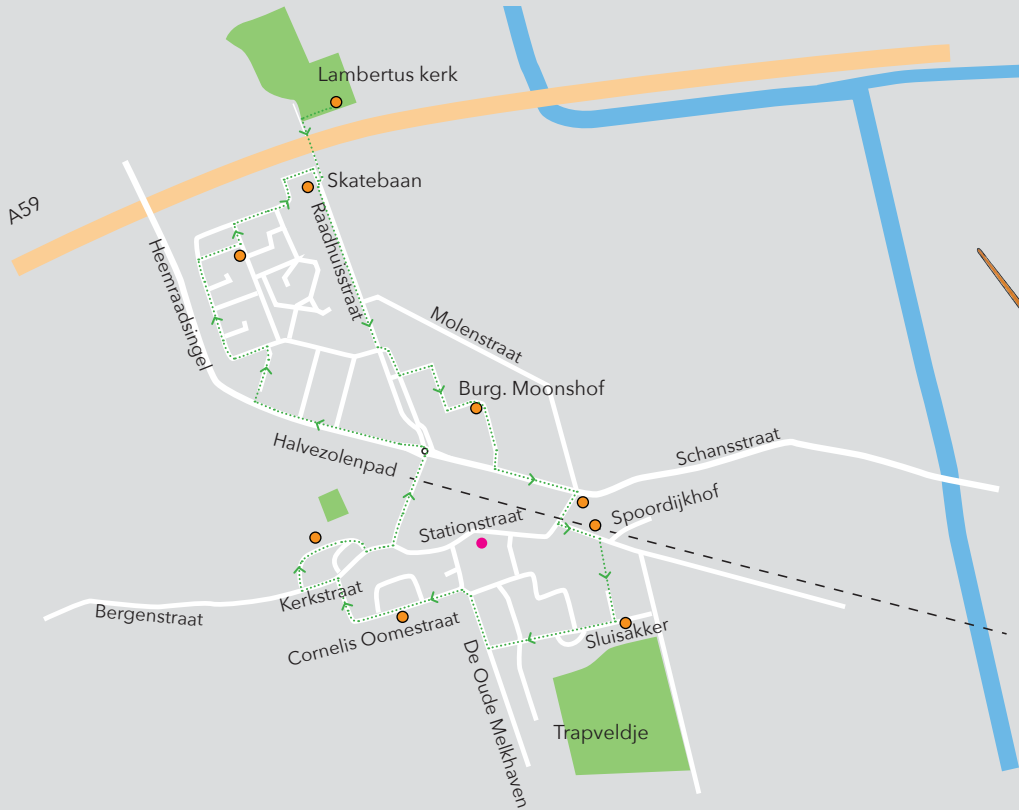 Lambertus kerk
Skatebaan
A59
Raadhuisstraat
Heemraadsingel
Molenstraat
Burg. Moonshof
Halvezolenpad
Schansstraat
Spoordijkhof
Stationstraat
Kerkstraat
Bergenstraat
Cornelis Oomestraat
Sluisakker
De Oude Melkhaven
Trapveldje